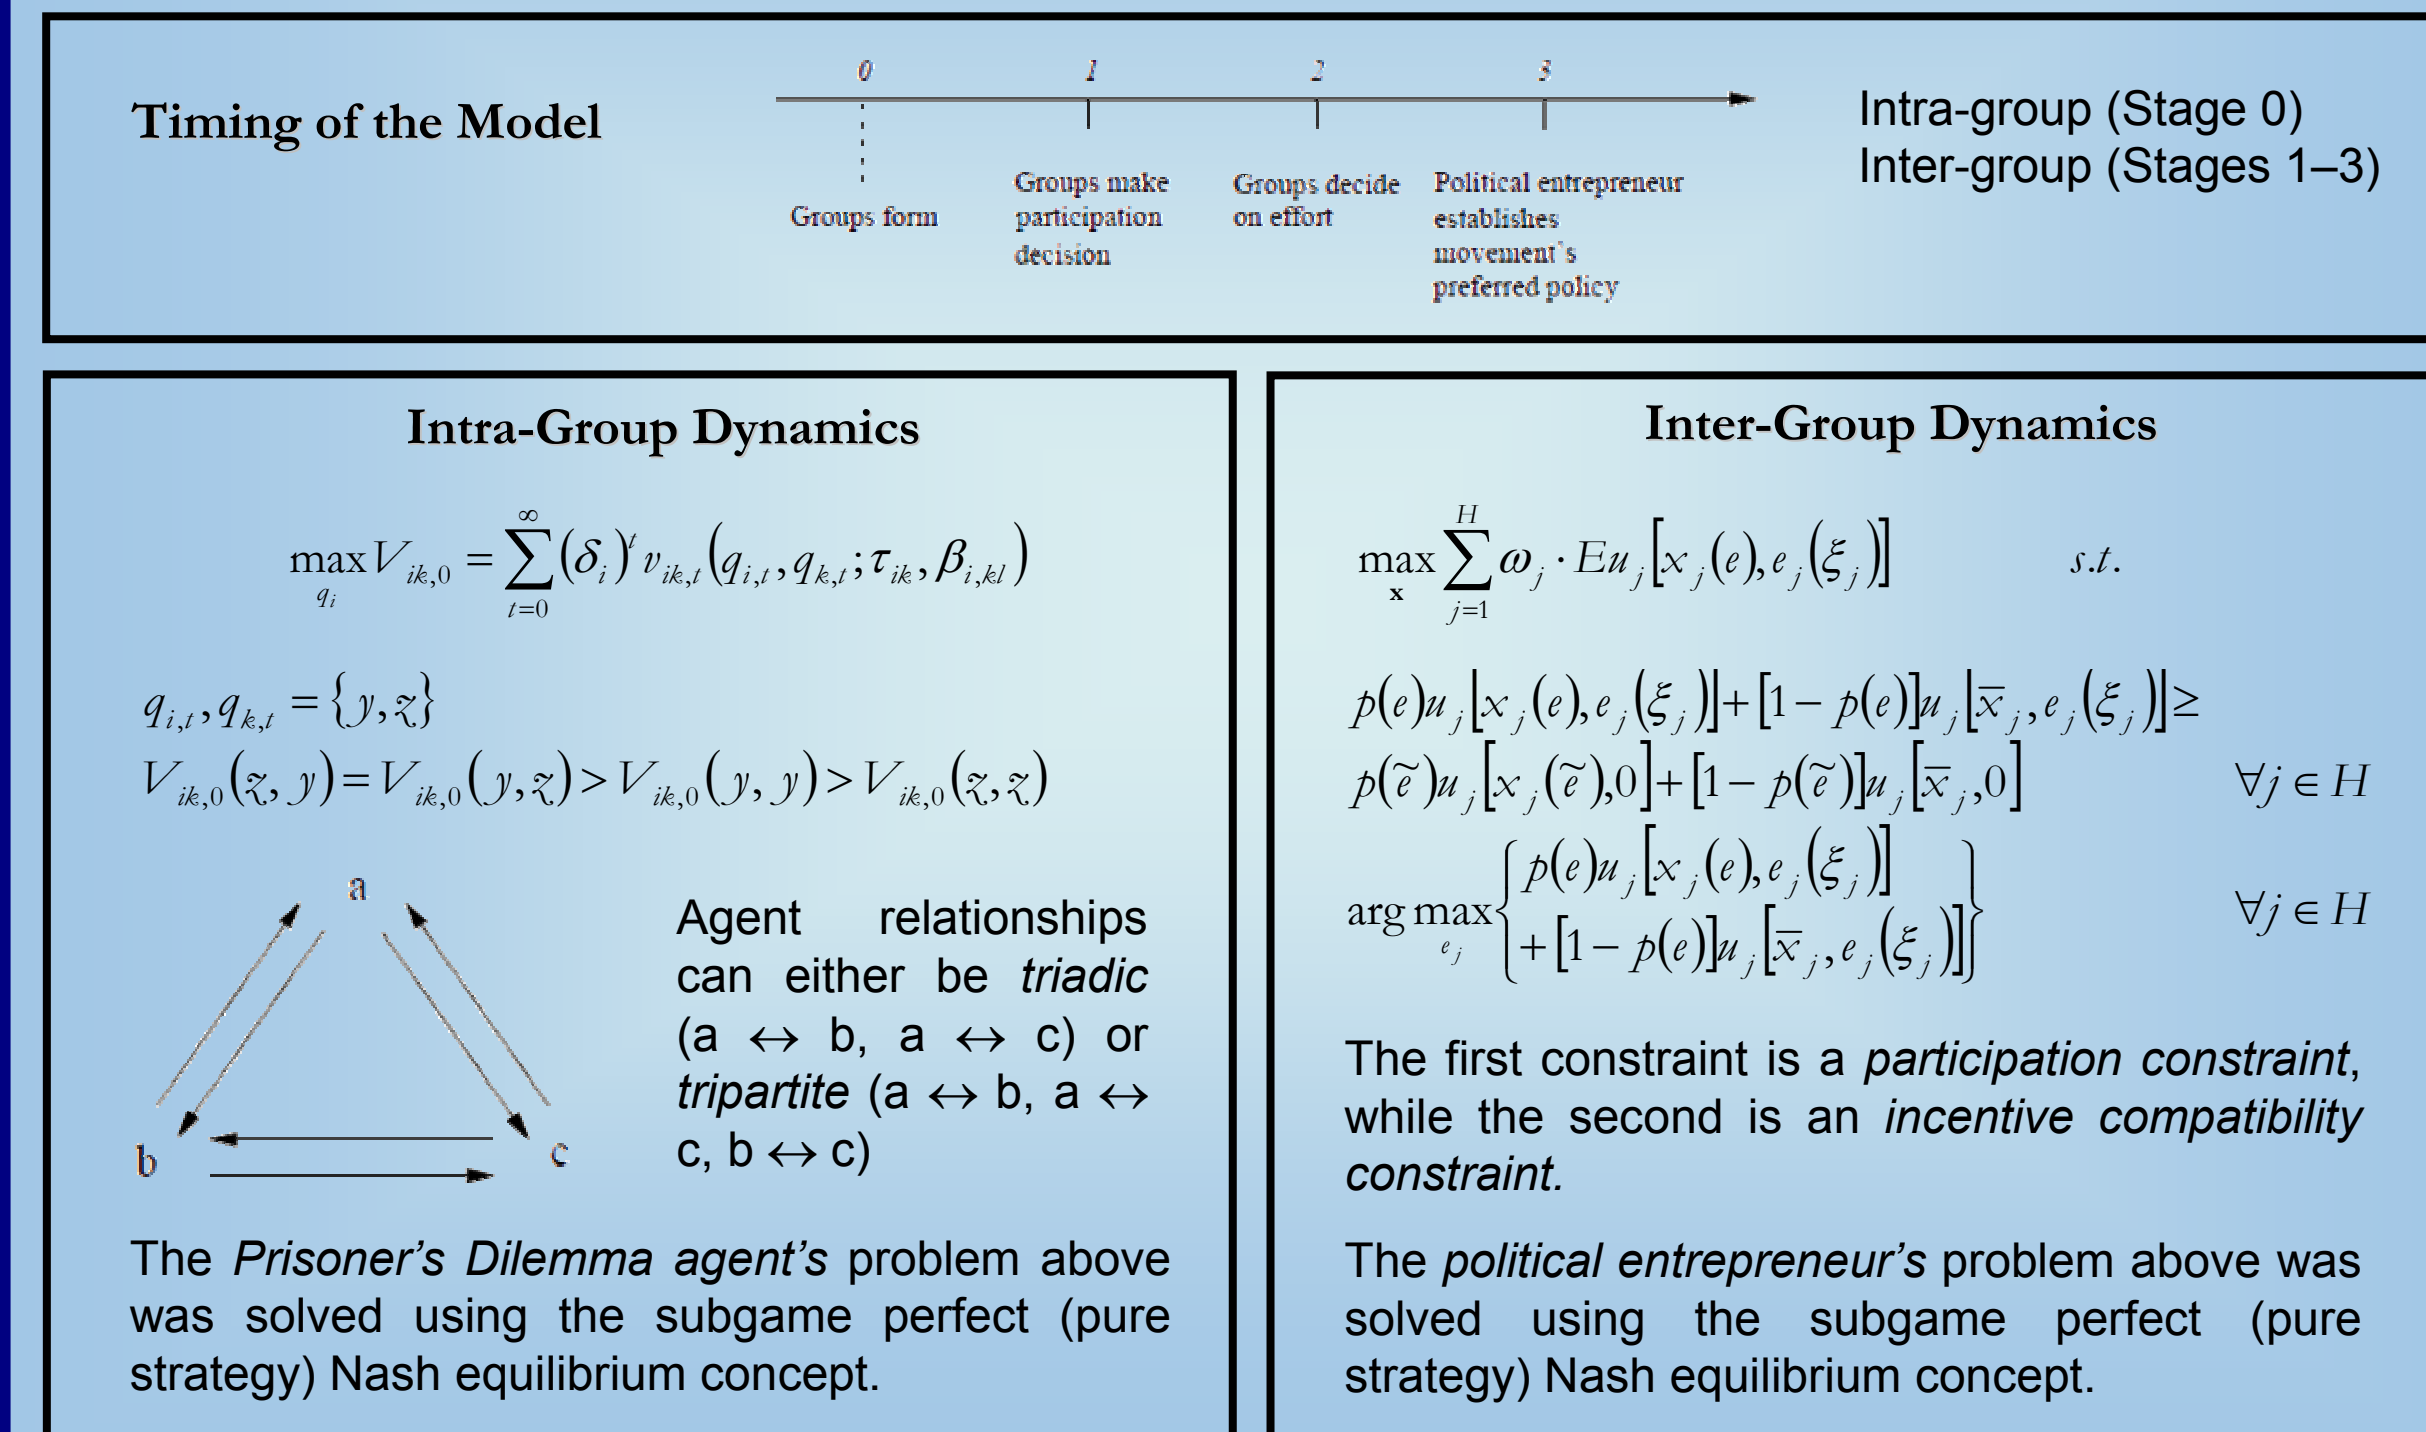 Timing of the Model
0 1 2 3
Groups form
Groups make
participation
decision
Groups decide
on effort
Political entrepreneur
establishes
movement's
preferred policy
Intra-group (Stage 0)
Inter-group (Stages 1–3)
Intra-Group Dynamics
max_{q_i} V_{ik,0} = ∑_{t=0}^{∞} (δ_i)^t v_{ik,t}(q_{i,t}, q_{k,t}; τ_{ik}, β_{i,kl})
q_{i,t}, q_{k,t} = {y, z}
V_{ik,0}(z, y) = V_{ik,0}(y, z) > V_{ik,0}(y, y) > V_{ik,0}(z, z)
a
b
c
Agent relationships
can either be triadic
(a ↔ b, a ↔ c) or
tripartite (a ↔ b, a ↔
c, b ↔ c)
The Prisoner's Dilemma agent's problem above
was solved using the subgame perfect (pure
strategy) Nash equilibrium concept.
Inter-Group Dynamics
max_{x} ∑_{j=1}^{H} ω_j · Eu_j[x_j(e), e_j(ξ_j)] s.t.
p(e)u_j[x_j(e), e_j(ξ_j)] + [1 − p(e)]u_j[x̄_j, e_j(ξ_j)] ≥
p(ẽ)u_j[x_j(ẽ),0] + [1 − p(ẽ)]u_j[x̄_j,0] ∀j ∈ H
arg max_{e_j} { p(e)u_j[x_j(e), e_j(ξ_j)]
+ [1 − p(e)]u_j[x̄_j, e_j(ξ_j)] } ∀j ∈ H
The first constraint is a participation constraint,
while the second is an incentive compatibility
constraint.
The political entrepreneur's problem above was
solved using the subgame perfect (pure
strategy) Nash equilibrium concept.